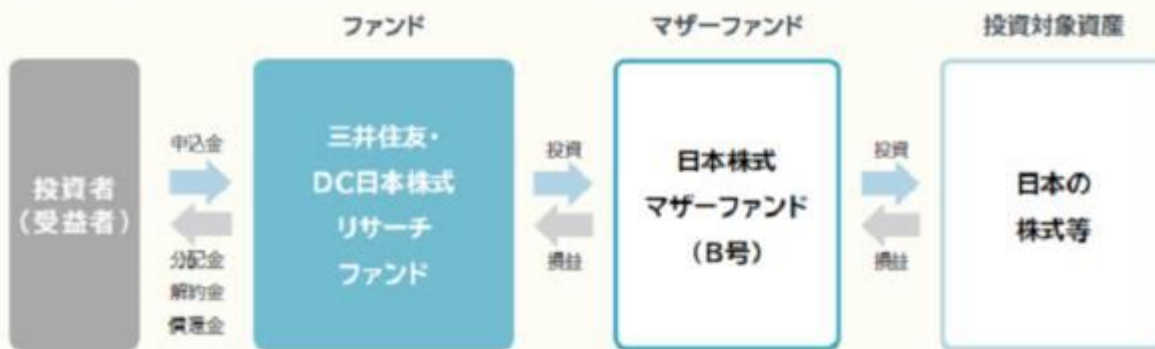 ファンド
マザーファンド
投資対象資産
投資者
(受益者)
申込金
分配金
解約金
償還金
三井住友・
DC日本株式
リサーチ
ファンド
投資
損益
日本株式
マザーファンド
(B号)
投資
損益
日本の
株式等